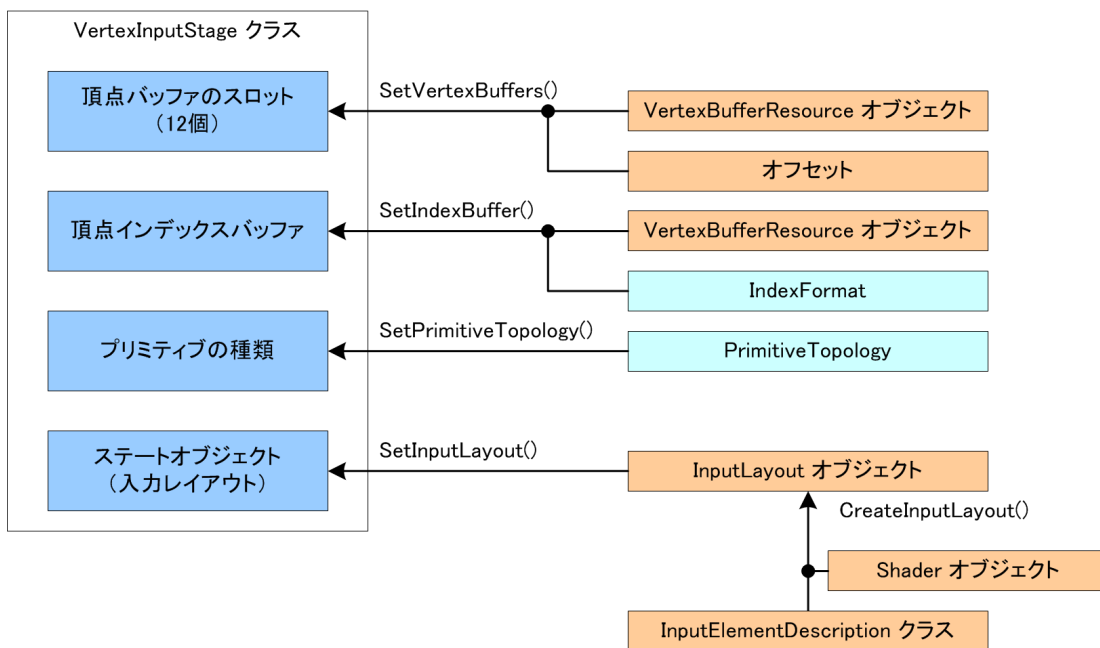 VertexInputStage クラス
頂点バッファのスロット
（12個）
SetVertexBuffers()
VertexBufferResource オブジェクト
オフセット
頂点インデックスバッファ
SetIndexBuffer()
VertexBufferResource オブジェクト
IndexFormat
プリミティブの種類
SetPrimitiveTopology()
PrimitiveTopology
ステートオブジェクト
（入力レイアウト）
SetInputLayout()
InputLayout オブジェクト
CreateInputLayout()
Shader オブジェクト
InputElementDescription クラス